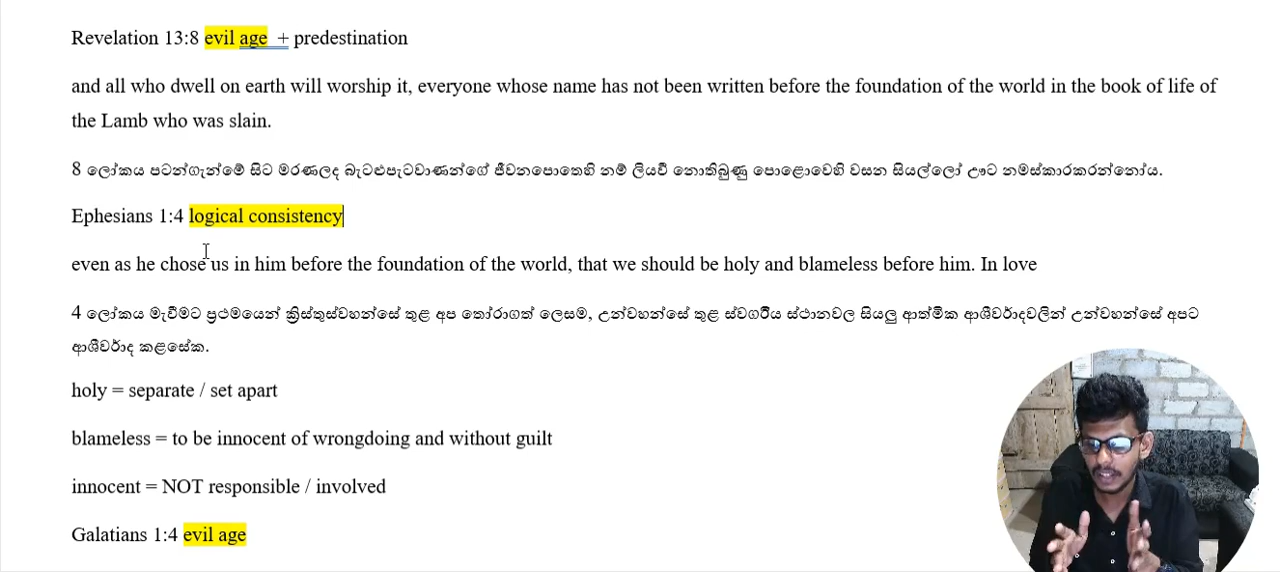 Revelation 13:8 evil age + predestination
and all who dwell on earth will worship it, everyone whose name has not been written before the foundation of the world in the book of life of
the Lamb who was slain.
8 ලෝකය පටන්ගැන්මේ සිට මරණලද බැටළුපැටවාණන්ගේ ජීවනපොතෙහි නම් ලියවී නොතිබුණු පොළොවෙහි වසන සියල්ලෝ ඌට නමස්කාරකරන්නෝය.
Ephesians 1:4 logical consistency
even as he chose us in him before the foundation of the world, that we should be holy and blameless before him. In love
4 ලෝකය මැවීමට ප්‍රථමයෙන් ක්‍රිස්තුස්වහන්සේ තුළ අප තෝරාගත් ලෙසම, උන්වහන්සේ තුළ ස්වර්ගීය ස්ථානවල සියලු ආත්මික ආශීර්වාදවලින් උන්වහන්සේ අපට
ආශීර්වාද කළසේක.
holy = separate / set apart
blameless = to be innocent of wrongdoing and without guilt
innocent = NOT responsible / involved
Galatians 1:4 evil age